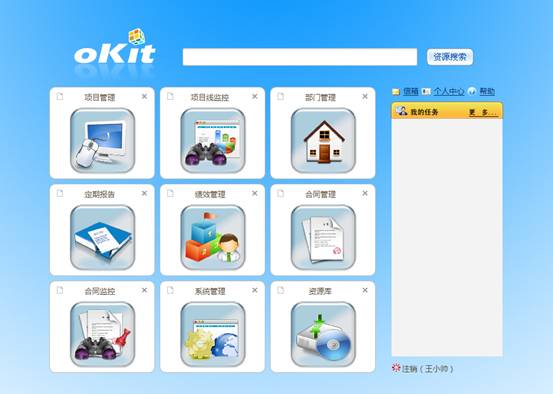 oKit
资源搜索
项目管理
项目线监控
部门管理
信箱 个人中心 帮助
我的任务 更 多...
定期报告
绩效管理
合同管理
合同监控
系统管理
资源库
注销（王小帅）